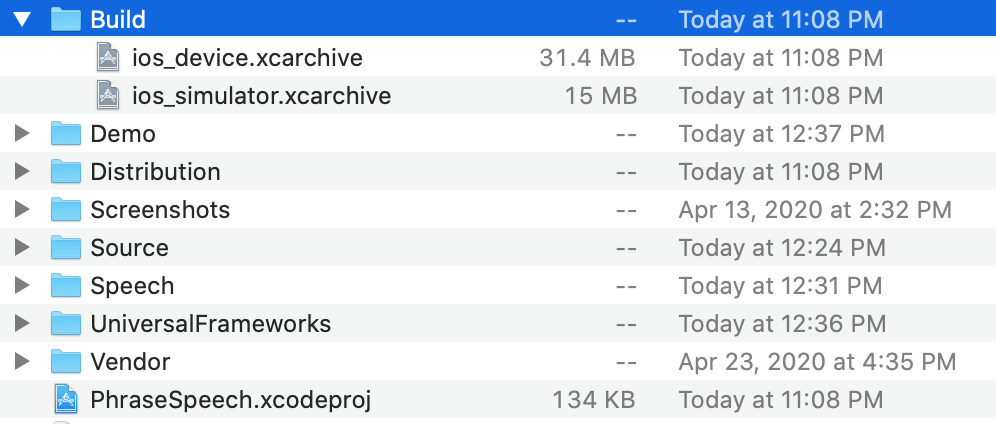 Build -- Today at 11:08 PM
ios_device.xcarchive 31.4 MB Today at 11:08 PM
ios_simulator.xcarchive 15 MB Today at 11:08 PM
Demo -- Today at 12:37 PM
Distribution -- Today at 11:08 PM
Screenshots -- Apr 13, 2020 at 2:32 PM
Source -- Today at 12:24 PM
Speech -- Today at 12:31 PM
UniversalFrameworks -- Today at 12:36 PM
Vendor -- Apr 23, 2020 at 4:35 PM
PhraseSpeech.xcodeproj 134 KB Today at 11:08 PM